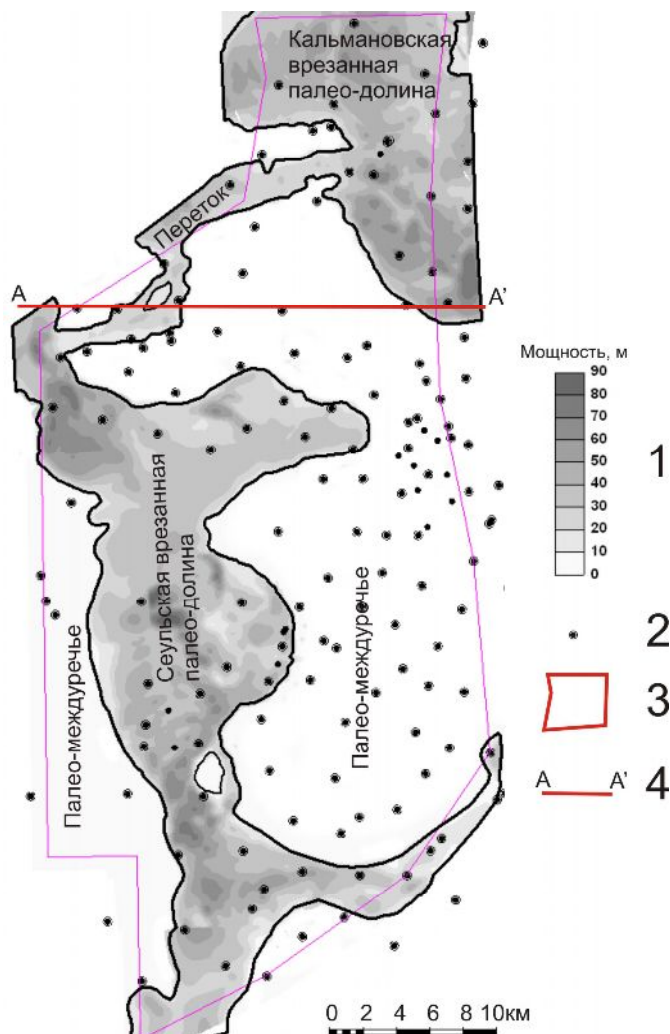 Кальмановская
врезанная
палео-долина
Переток
A
A'
Мощность, м
90
80
70
60
50
40
30
20
10
0
1
Сеульская врезанная
палео-долина
Палео-междуречье
Палео-междуречье
2
3
A
A'
4
0 2 4 6 8 10км